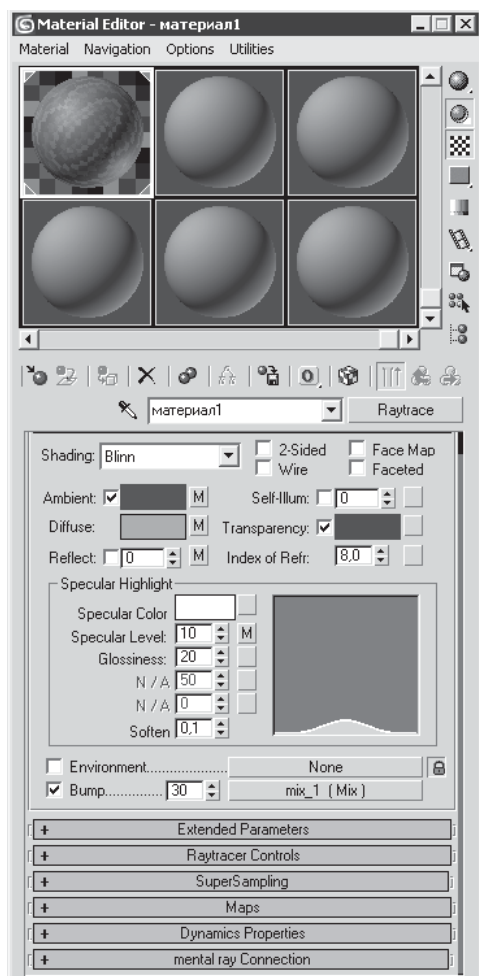 Material Editor - материал1
Material Navigation Options Utilities
материал1 Raytrace
Shading: Blinn 2-Sided Face Map
Wire Faceted
Ambient: M Self-Illum: 0
Diffuse: M Transparency:
Reflect: 0 M Index of Refr: 8,0
Specular Highlight
Specular Color
Specular Level: 10 M
Glossiness: 20
N / A 50
N / A 0
Soften 0,1
Environment..................... None
Bump.............. 30 mix_1 ( Mix )
+ Extended Parameters
+ Raytracer Controls
+ SuperSampling
+ Maps
+ Dynamics Properties
+ mental ray Connection